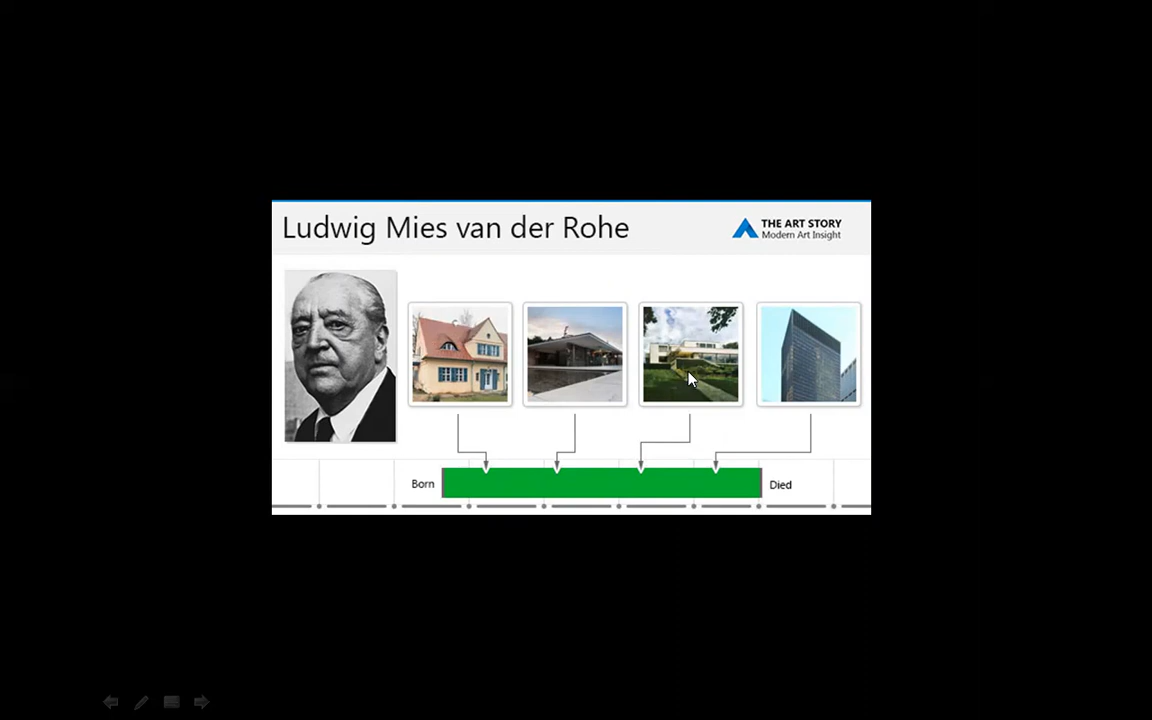 Ludwig Mies van der Rohe
THE ART STORY
Modern Art Insight
Born
Died